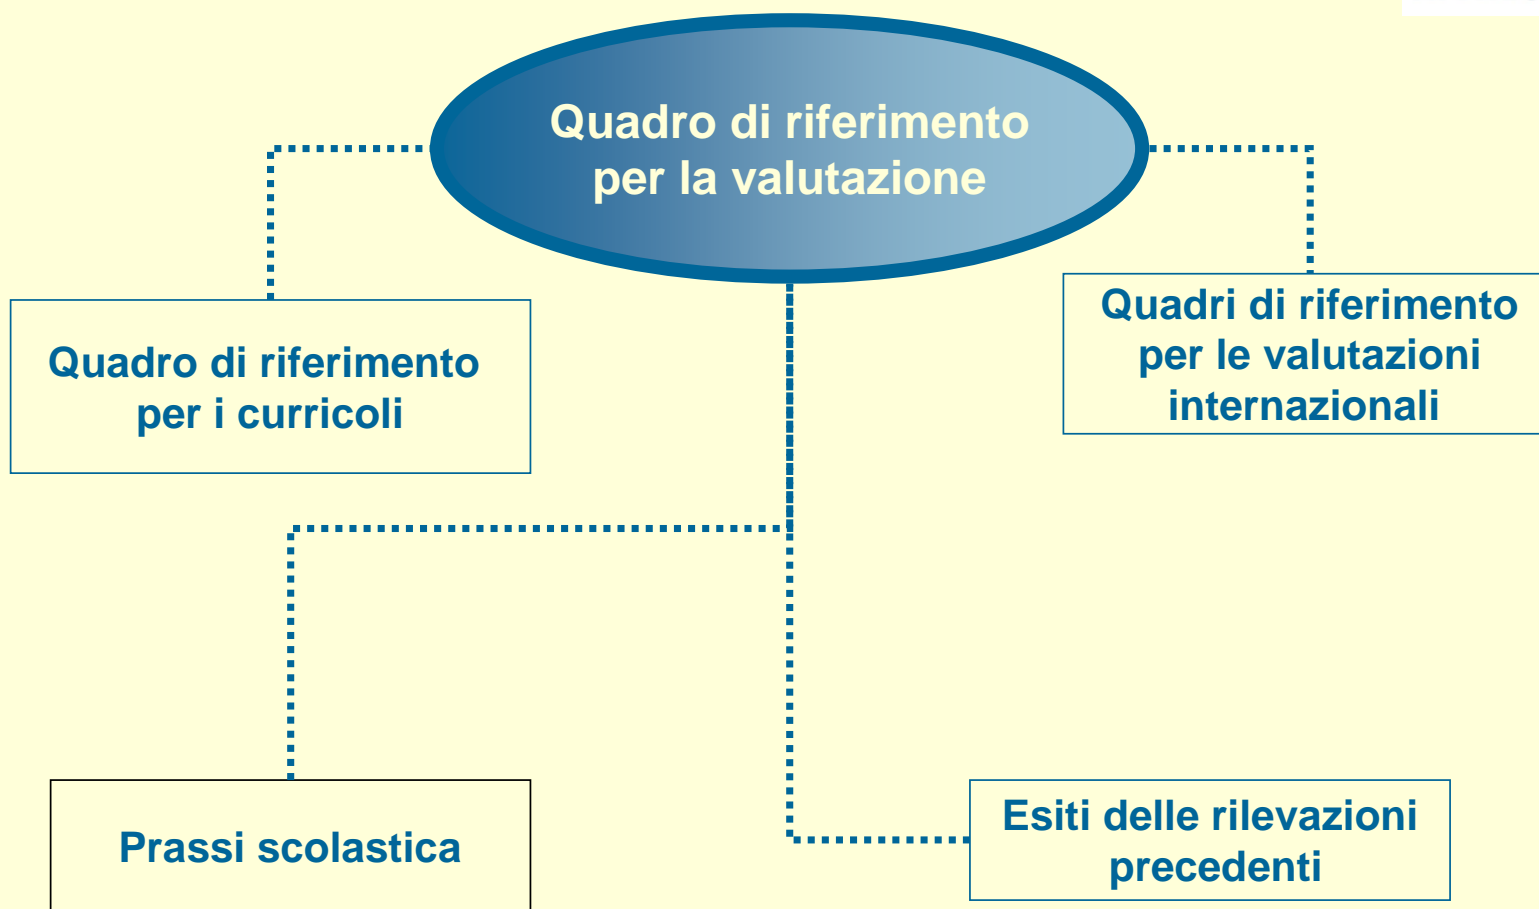 Quadro di riferimento
per la valutazione
Quadro di riferimento
per i curricoli
Quadri di riferimento
per le valutazioni
internazionali
Prassi scolastica
Esiti delle rilevazioni
precedenti